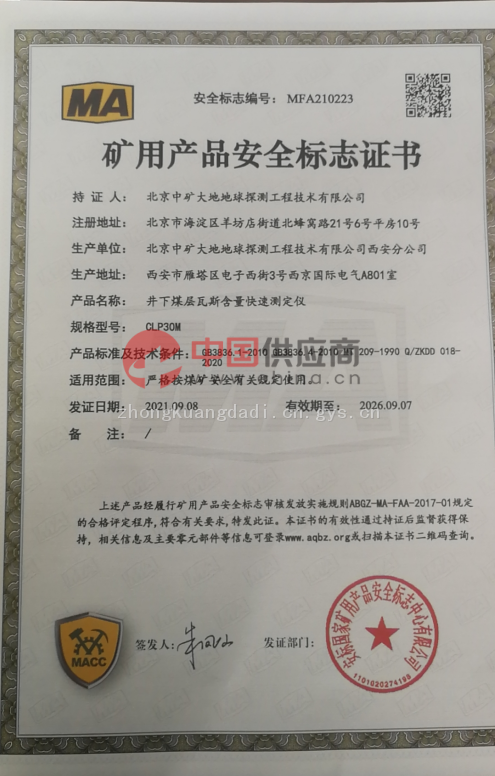 MA
安全标志编号： MFA210223
矿用产品安全标志证书
持 证 人： 北京中矿大地地球探测工程技术有限公司
注册地址： 北京市海淀区羊坊店街道北蜂窝路21号6号平房10号
生产单位： 北京中矿大地地球探测工程技术有限公司西安分公司
生产地址： 西安市雁塔区电子西街3号西京国际电气A801室
产品名称： 井下煤层瓦斯含量快速测定仪
规格型号： CLP30M
产品标准及技术条件： GB3836.1-2010 GB3836.4-2010 MT 209-1990 Q/ZKDD 018-
2020
中国供应商
适用范围： 严格按煤矿安全有关规定使用。
发证日期： 2021.09.08 有效期至： 2026.09.07
zhongkuangdadi.cn.gys.cn
备 注： /
上述产品经履行矿用产品安全标志审核发放实施规则ABGZ-MA-FAA-2017-01规定
的合格评定程序,符合有关要求,特发此证。本证书的有效性通过持证后监督获得保
持, 相关信息及主要零元部件等信息可登录www.aqbz.org或扫描本证书二维码查询。
签发人: 发证部门:
安标国家矿用产品安全标志中心有限公司
1101020274198
MACC